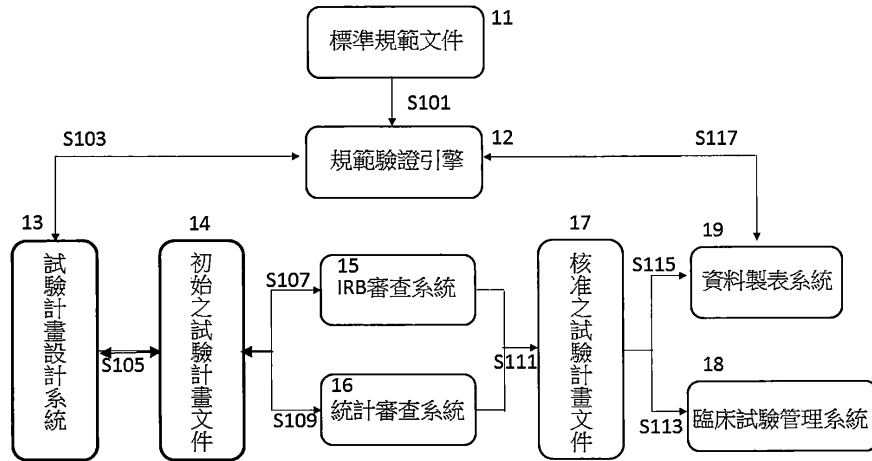 11
標準規範文件
S101
S103
12
S117
規範驗證引擎
13
試驗計畫設計系統
14
初始之試驗計畫文件
S105
S107
15
IRB審查系統
S109
16
統計審查系統
S111
17
核准之試驗計畫文件
S115
19
資料製表系統
S113
18
臨床試驗管理系統